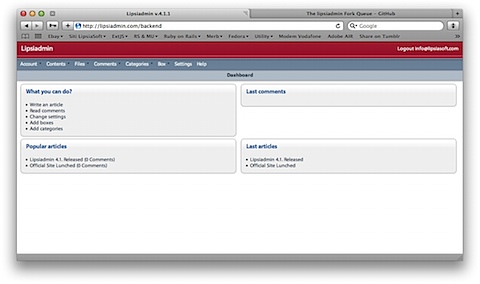 Lipsiadmin v.4.1.1
The lipsiadmin Fork Queue — GitHub
http://lipsiadmin.com/backend
Google
Ebay SAI LipsiaSoft ExtJS RS & MU Ruby on Rails Merb Fedora Utility Modem Vodafone Adobe AIR Share on Tumblr
Lipsiadmin
Logout info@lipsiasoft.com
Account Contents Files Comments Categories Box Settings Help
Dashboard
What you can do?
Write an article
Read comments
Change settings
Add boxes
Add categories
Last comments
Popular articles
Lipsiadmin 4.1. Released (0 Comments)
Official Site Lunched (0 Comments)
Last articles
Lipsiadmin 4.1. Released
Official Site Lunched